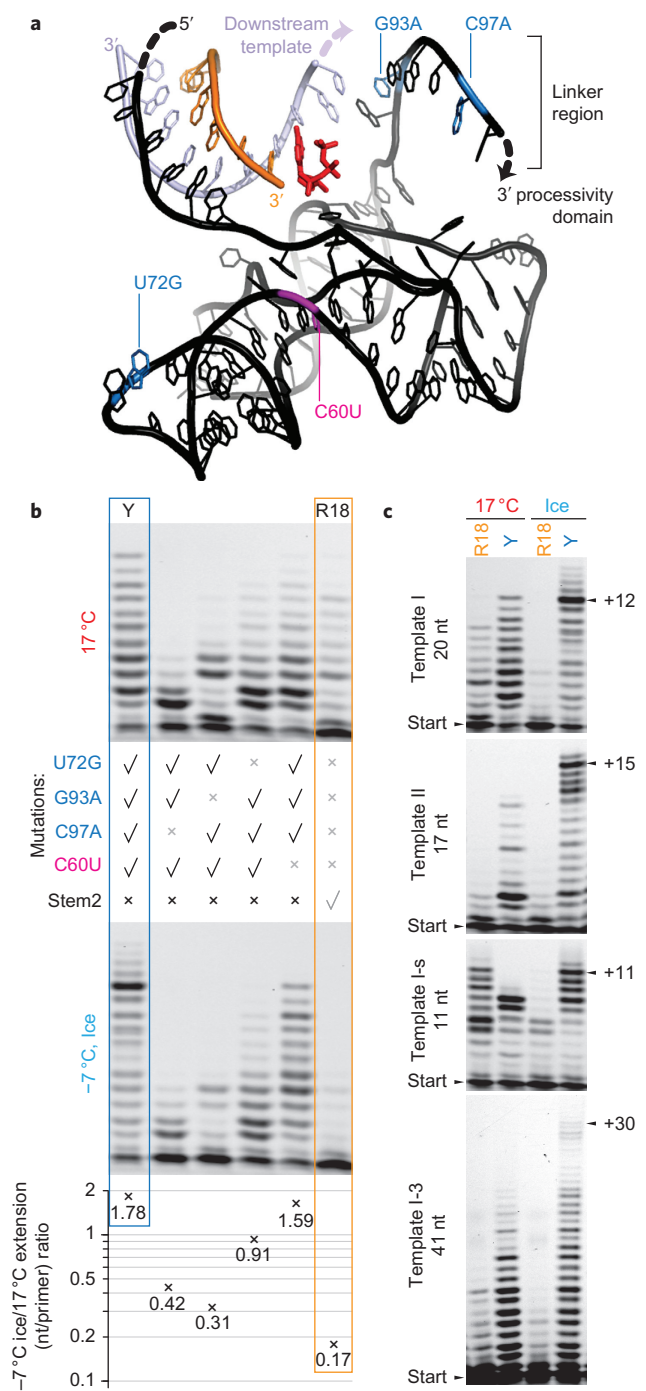 a
5′
3′
Downstream
template
G93A
C97A
Linker
region
3′
3′ processivity
domain
U72G
C60U
b
Y
R18
17 °C
Mutations:
U72G ✓ ✓ ✓ × ✓ ×
G93A ✓ ✓ × ✓ ✓ ×
C97A ✓ × ✓ ✓ ✓ ×
C60U ✓ ✓ ✓ ✓ × ×
Stem2 × × × × × ✓
−7 °C, Ice
−7 °C ice/17 °C extension
(nt/primer) ratio
2
1
0.5
0.2
0.1
1.78
0.42
0.31
0.91
1.59
0.17
c
17 °C Ice
R18 Y R18 Y
Template I
20 nt
+12
Start
Template II
17 nt
+15
Start
Template I-s
11 nt
+11
Start
Template I-3
41 nt
+30
Start